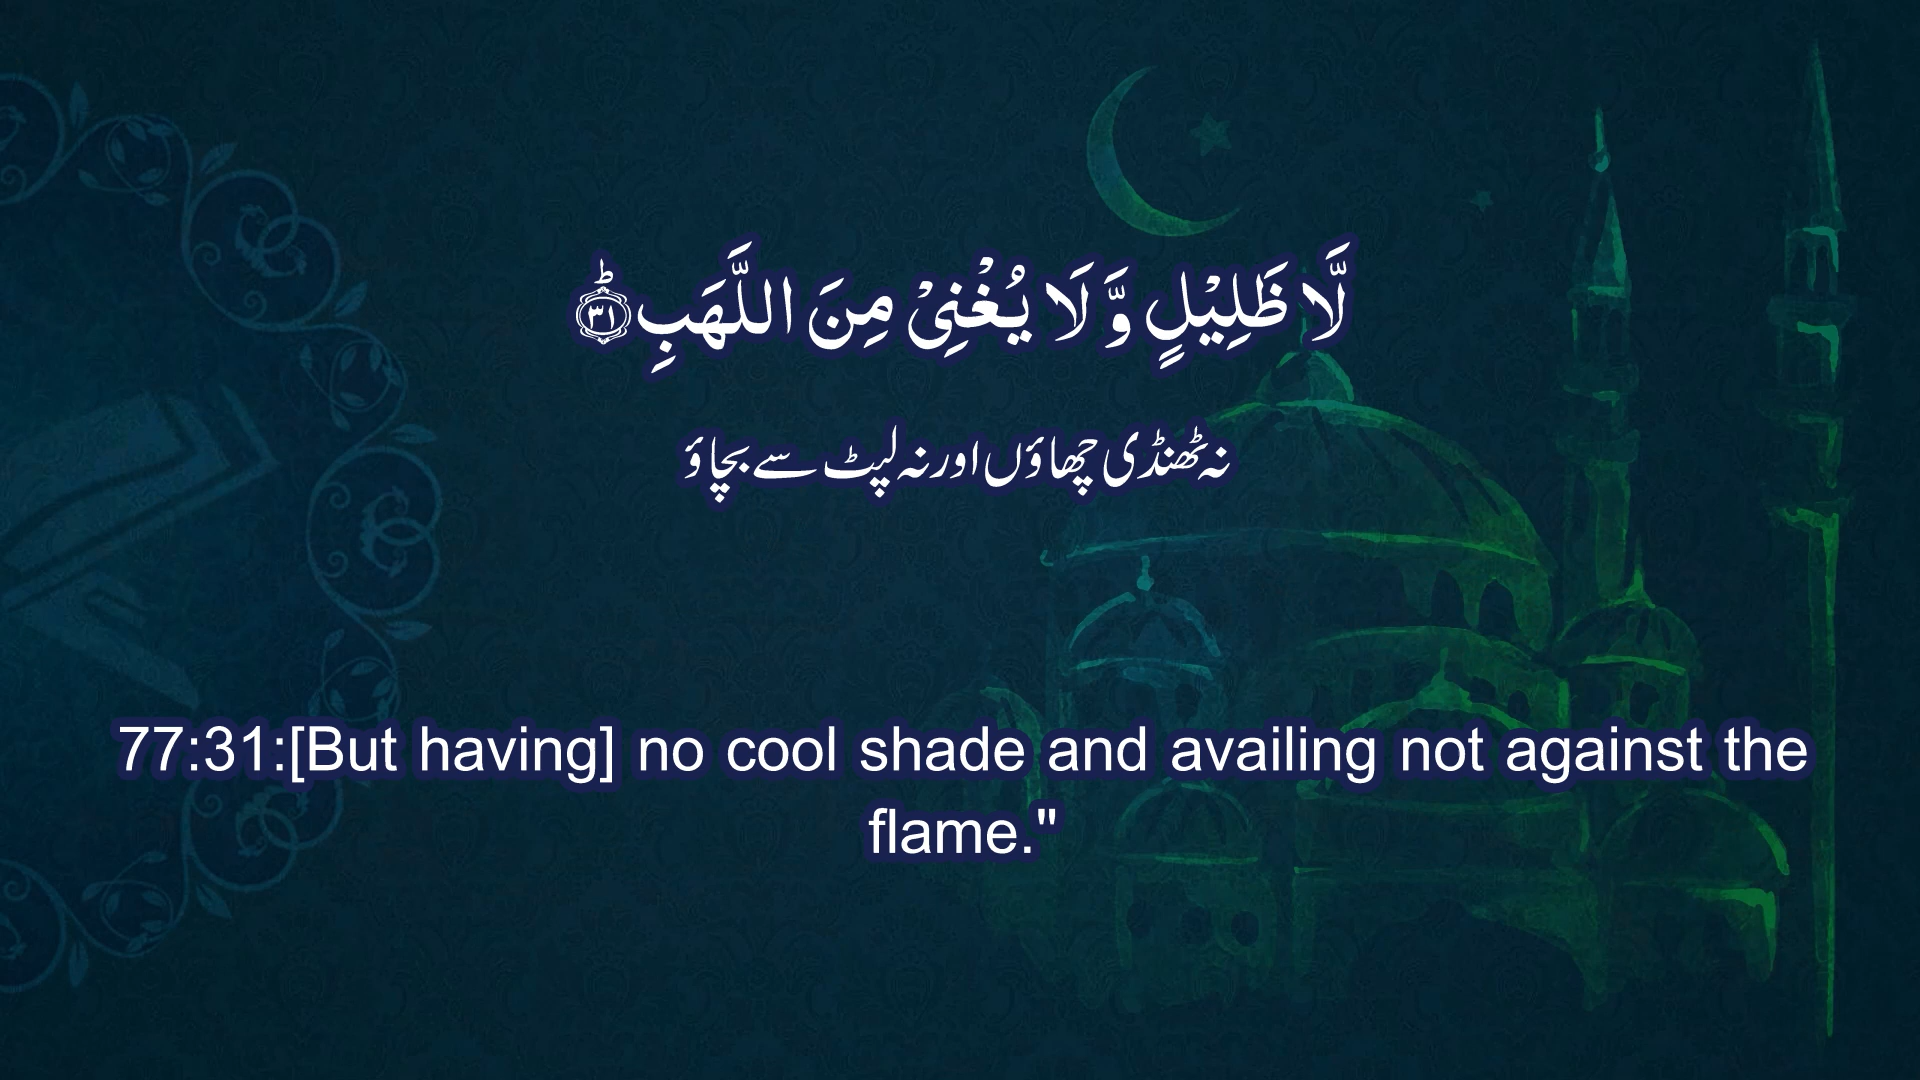 لَّا ظَلِيْلٍ وَّ لَا يُغْنِىْ مِنَ اللَّهَبِؕ ﴿۳۱﴾
نہ ٹھنڈی چھاؤں اور نہ لپٹ سے بچاؤ
77:31:[But having] no cool shade and availing not against the
flame."